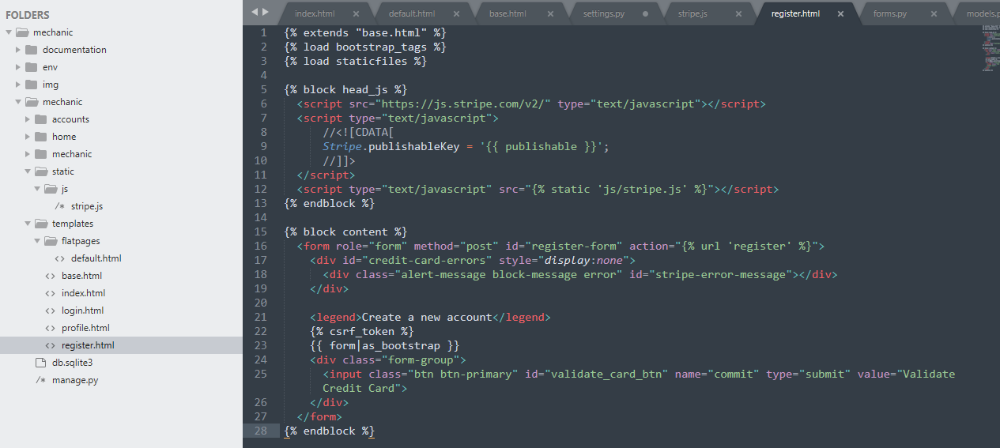 FOLDERS
mechanic
documentation
env
img
mechanic
accounts
home
mechanic
static
js
/* stripe.js
templates
flatpages
<> default.html
<> base.html
<> index.html
<> login.html
<> profile.html
<> register.html
db.sqlite3
/* manage.py
index.html × default.html × base.html × settings.py ● stripe.js × register.html × forms.py × models.p
1 {% extends "base.html" %}
2 {% load bootstrap_tags %}
3 {% load staticfiles %}
4
5 {% block head_js %}
6 <script src="https://js.stripe.com/v2/" type="text/javascript"></script>
7 <script type="text/javascript">
8 //<![CDATA[
9 Stripe.publishableKey = '{{ publishable }}';
10 //]]>
11 </script>
12 <script type="text/javascript" src="{% static 'js/stripe.js' %}"></script>
13 {% endblock %}
14
15 {% block content %}
16 <form role="form" method="post" id="register-form" action="{% url 'register' %}">
17 <div id="credit-card-errors" style="display:none">
18 <div class="alert-message block-message error" id="stripe-error-message"></div>
19 </div>
20
21 <legend>Create a new account</legend>
22 {% csrf_token %}
23 {{ form|as_bootstrap }}
24 <div class="form-group">
25 <input class="btn btn-primary" id="validate_card_btn" name="commit" type="submit" value="Validate
Credit Card">
26 </div>
27 </form>
28 {% endblock %}